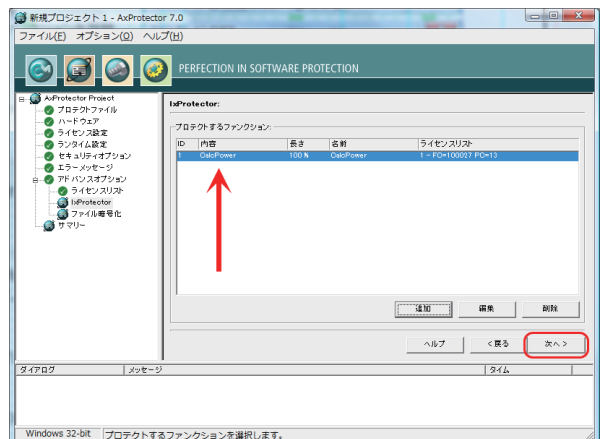 新規プロジェクト 1 - AxProtector 7.0
ファイル(F) オプション(O) ヘルプ(H)
PERFECTION IN SOFTWARE PROTECTION
AxProtector Project
プロテクトファイル
ハードウェア
ライセンス設定
ランタイム設定
セキュリティオプション
エラーメッセージ
アドバンスオプション
ライセンスリスト
IxProtector
ファイル暗号化
サマリー
IxProtector:
プロテクトするファンクション:
ID 内容 長さ 名前 ライセンスリスト
1 CalcPower 100 % CalcPower 1 - FC=100027 PC=13
追加 編集 削除
ヘルプ < 戻る 次へ >
ダイアログ メッセージ タイム
Windows 32-bit プロテクトするファンクションを選択します。